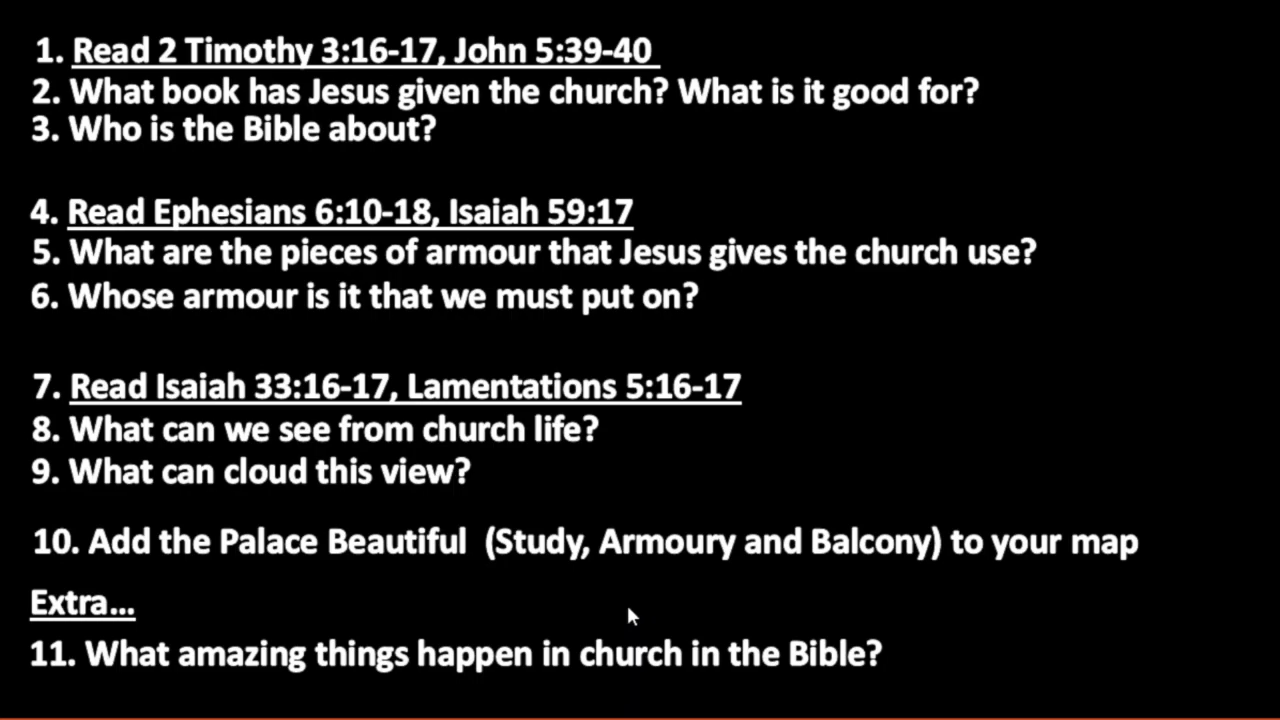 1. Read 2 Timothy 3:16-17, John 5:39-40
2. What book has Jesus given the church? What is it good for?
3. Who is the Bible about?
4. Read Ephesians 6:10-18, Isaiah 59:17
5. What are the pieces of armour that Jesus gives the church use?
6. Whose armour is it that we must put on?
7. Read Isaiah 33:16-17, Lamentations 5:16-17
8. What can we see from church life?
9. What can cloud this view?
10. Add the Palace Beautiful (Study, Armoury and Balcony) to your map
Extra...
11. What amazing things happen in church in the Bible?